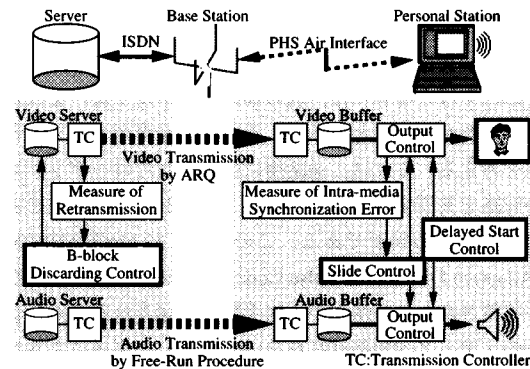 Server
Base Station
Personal Station
ISDN
PHS Air Interface
Video Server
Video Buffer
TC
TC
Output
Control
Video Transmission
by ARQ
Measure of
Retransmission
Measure of Intra-media
Synchronization Error
B-block
Discarding Control
Delayed Start
Control
Slide Control
Audio Server
Audio Buffer
TC
TC
Output
Control
Audio Transmission
by Free-Run Procedure
TC:Transmission Controller